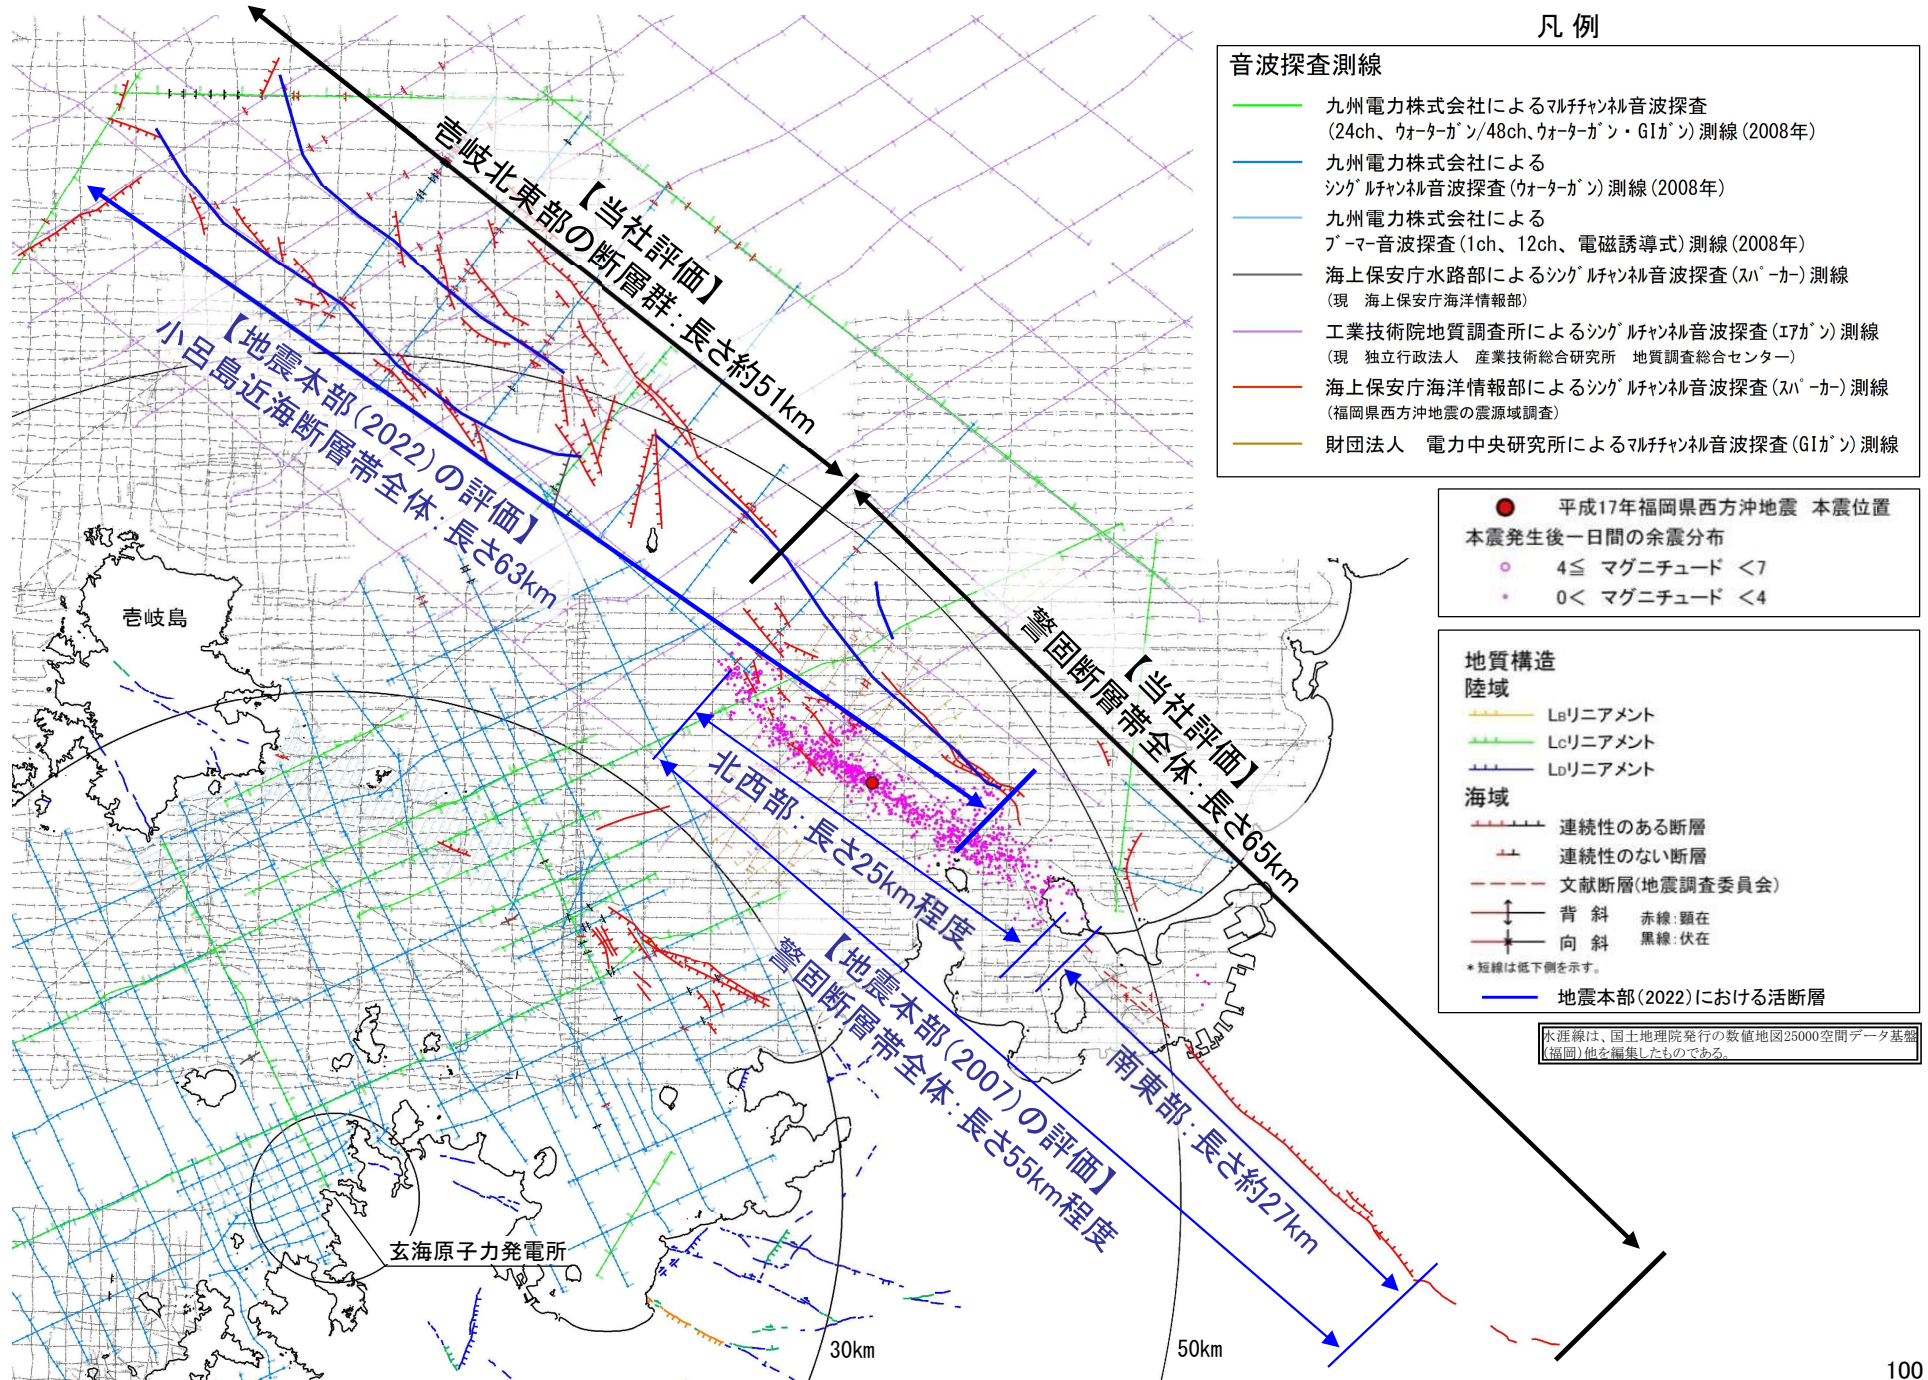 凡 例
音波探査測線
九州電力株式会社によるマルチチャンネル音波探査
(24ch、ウォーターガン/48ch、ウォーターガン・GIガン)測線(2008年)
九州電力株式会社による
シングルチャンネル音波探査(ウォーターガン)測線(2008年)
九州電力株式会社による
ブーマー音波探査(1ch、12ch、電磁誘導式)測線(2008年)
海上保安庁水路部によるシングルチャンネル音波探査(スパーカー)測線
(現 海上保安庁海洋情報部)
工業技術院地質調査所によるシングルチャンネル音波探査(エアガン)測線
(現 独立行政法人 産業技術総合研究所 地質調査総合センター)
海上保安庁海洋情報部によるシングルチャンネル音波探査(スパーカー)測線
(福岡県西方沖地震の震源域調査)
財団法人 電力中央研究所によるマルチチャンネル音波探査(GIガン)測線
平成17年福岡県西方沖地震 本震位置
本震発生後一日間の余震分布
4≦ マグニチュード <7
0< マグニチュード <4
地質構造
陸域
LBリニアメント
LCリニアメント
LDリニアメント
海域
連続性のある断層
連続性のない断層
文献断層(地震調査委員会)
背 斜
向 斜
赤線:顕在
黒線:伏在
*短線は低下側を示す。
地震本部(2022)における活断層
水涯線は、国土地理院発行の数値地図25000空間データ基盤
(福岡)他を編集したものである。
【当社評価】
壱岐北東部の断層群:長さ約51km
【地震本部(2022)の評価】
小呂島近海断層帯全体:長さ63km
【当社評価】
警固断層帯全体:長さ65km
壱岐島
北西部:長さ25km程度
【地震本部(2007)の評価】
警固断層帯全体:長さ55km程度
南東部:長さ約27km
玄海原子力発電所
30km
50km
100